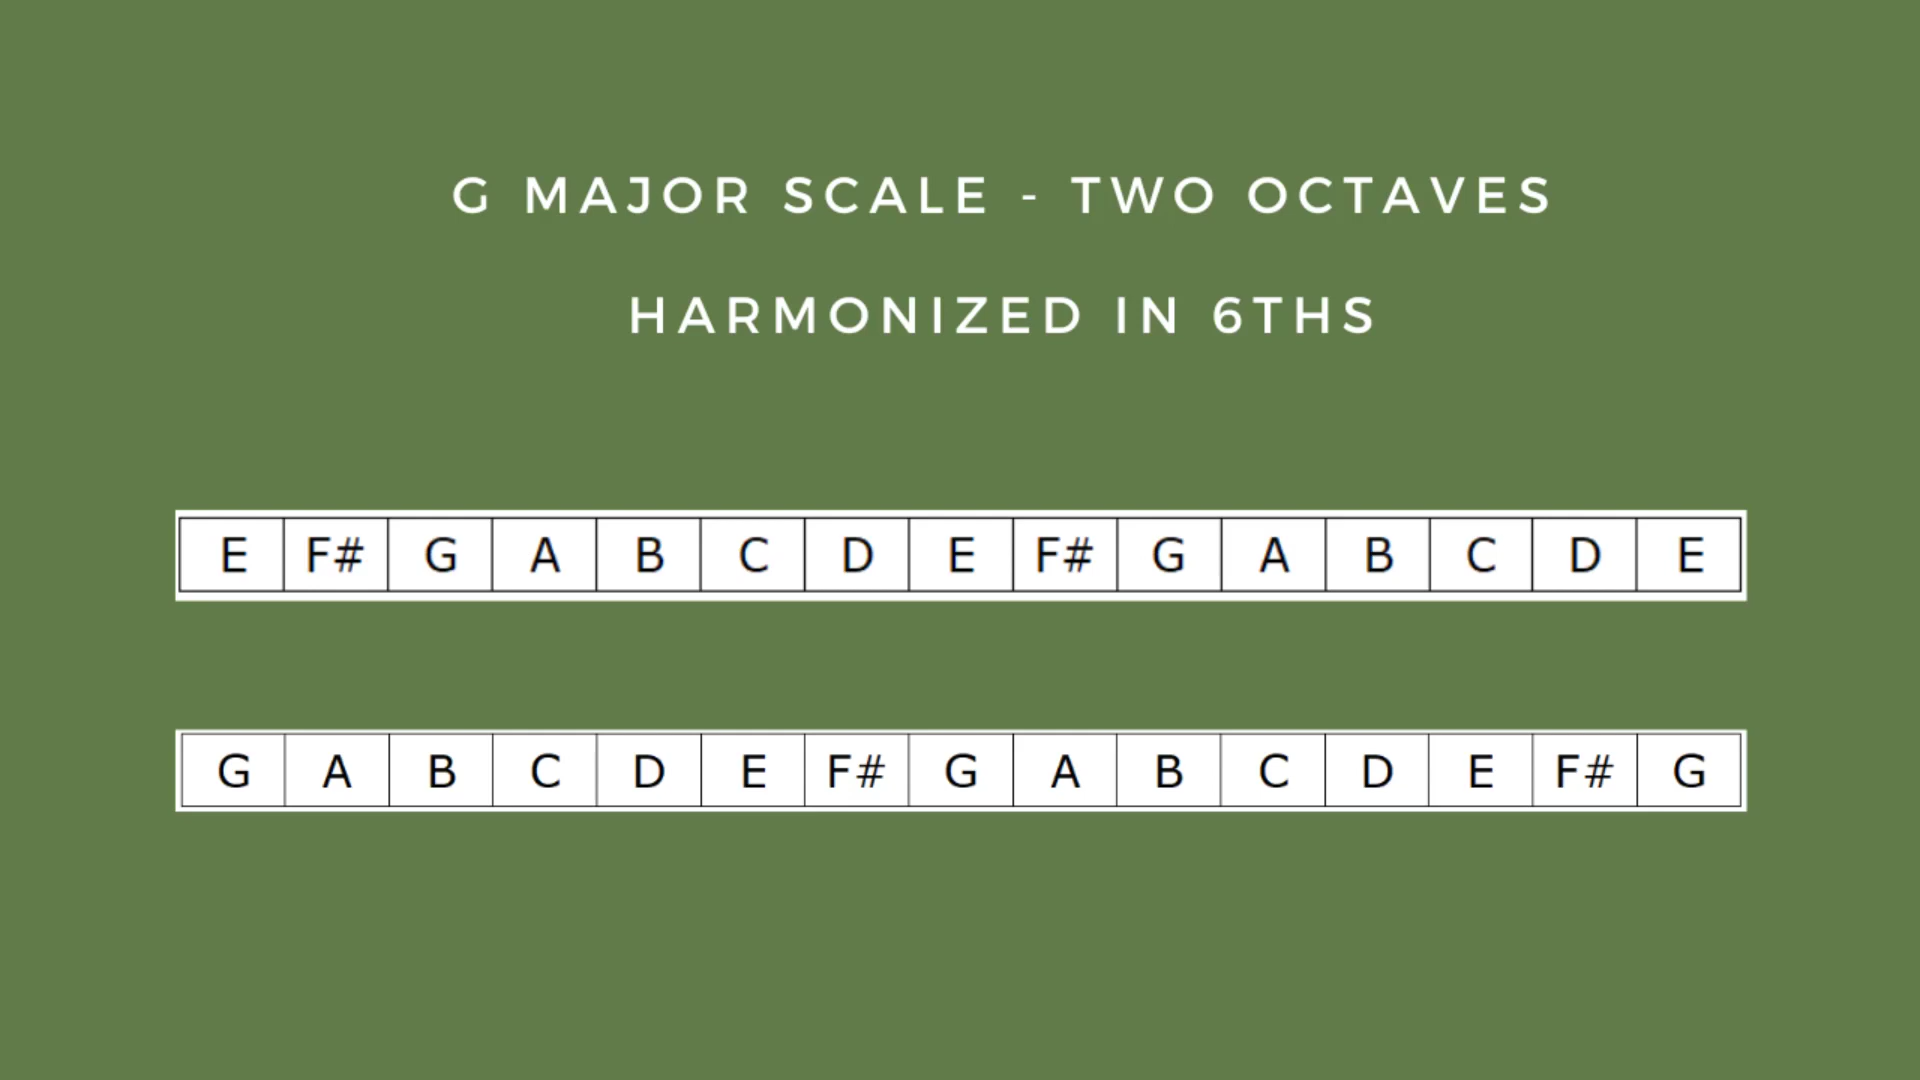 G MAJOR SCALE - TWO OCTAVES
HARMONIZED IN 6THS
E F# G A B C D E F# G A B C D E
G A B C D E F# G A B C D E F# G